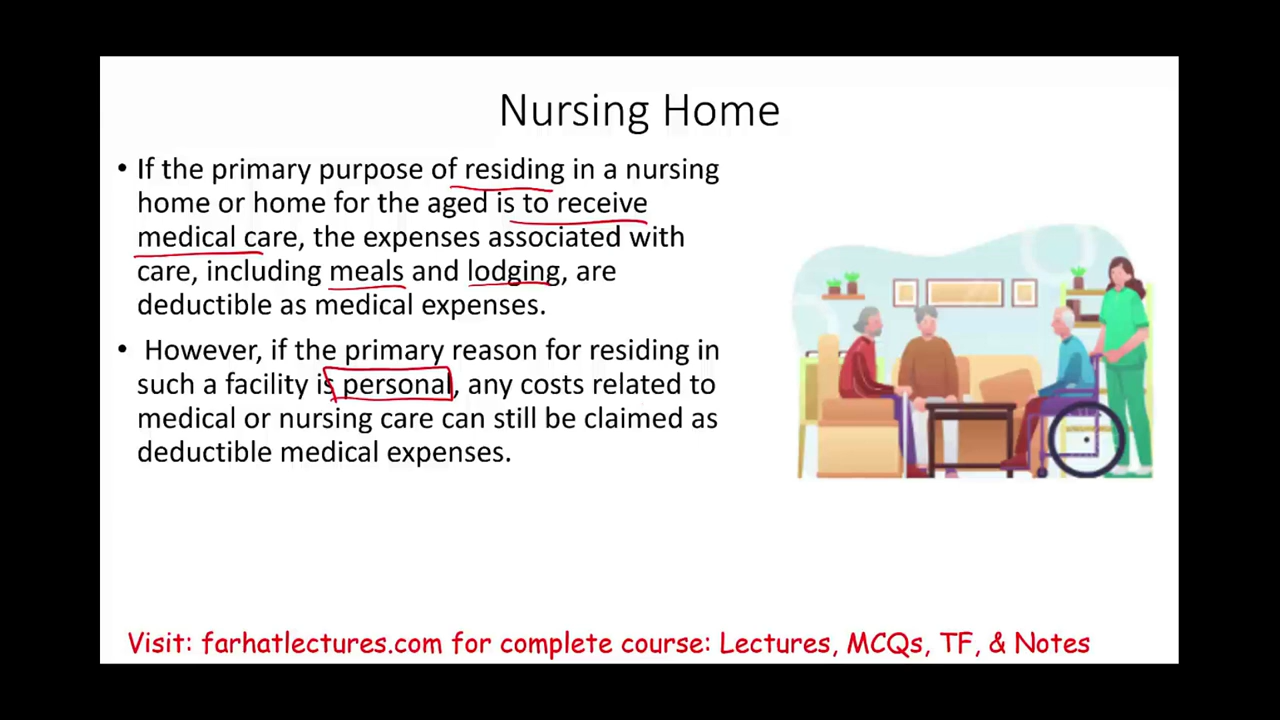 Nursing Home
• If the primary purpose of residing in a nursing
home or home for the aged is to receive
medical care, the expenses associated with
care, including meals and lodging, are
deductible as medical expenses.
• However, if the primary reason for residing in
such a facility is personal, any costs related to
medical or nursing care can still be claimed as
deductible medical expenses.
Visit: farhatlectures.com for complete course: Lectures, MCQs, TF, & Notes